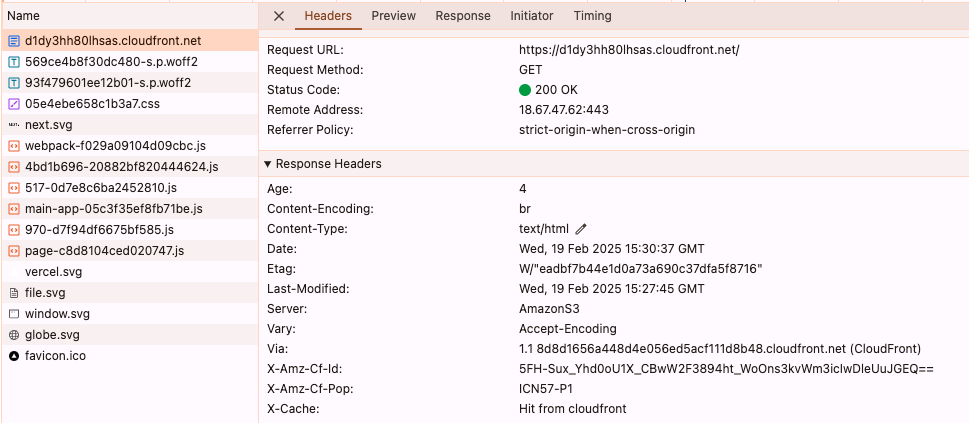 Name
Headers Preview Response Initiator Timing
d1dy3hh80lhsas.cloudfront.net
569ce4b8f30dc480-s.p.woff2
93f479601ee12b01-s.p.woff2
05e4ebe658c1b3a7.css
next.svg
webpack-f029a09104d09cbc.js
4bd1b696-20882bf820444624.js
517-0d7e8c6ba2452810.js
main-app-05c3f35ef8fb71be.js
970-d7f94df6675bf585.js
page-c8d8104ced020747.js
vercel.svg
file.svg
window.svg
globe.svg
favicon.ico
Request URL: https://d1dy3hh80lhsas.cloudfront.net/
Request Method: GET
Status Code: 200 OK
Remote Address: 18.67.47.62:443
Referrer Policy: strict-origin-when-cross-origin
Response Headers
Age: 4
Content-Encoding: br
Content-Type: text/html
Date: Wed, 19 Feb 2025 15:30:37 GMT
Etag: W/"eadbf7b44e1d0a73a690c37dfa5f8716"
Last-Modified: Wed, 19 Feb 2025 15:27:45 GMT
Server: AmazonS3
Vary: Accept-Encoding
Via: 1.1 8d8d1656a448d4e056ed5acf111d8b48.cloudfront.net (CloudFront)
X-Amz-Cf-Id: 5FH-Sux_Yhd0oU1X_CBwW2F3894ht_WoOns3kvWm3iclwDleUuJGEQ==
X-Amz-Cf-Pop: ICN57-P1
X-Cache: Hit from cloudfront